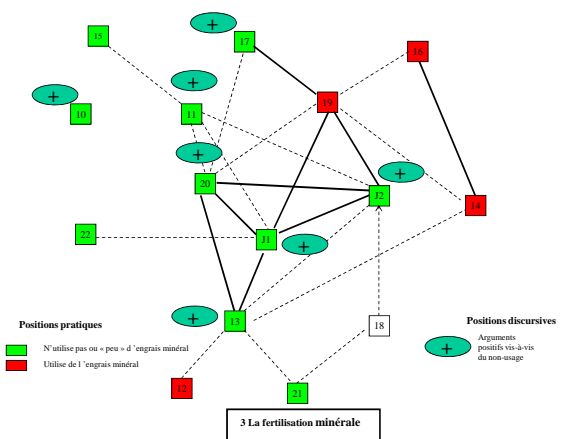 15
17
16
+
+
+
10
11
19
+
20
+
J2
14
22
J1
+
+
13
18
12
21
Positions pratiques
N'utilise pas ou « peu » d 'engrais minéral
Utilise de l 'engrais minéral
Positions discursives
+
Arguments
positifs vis-à-vis
du non-usage
3 La fertilisation minérale